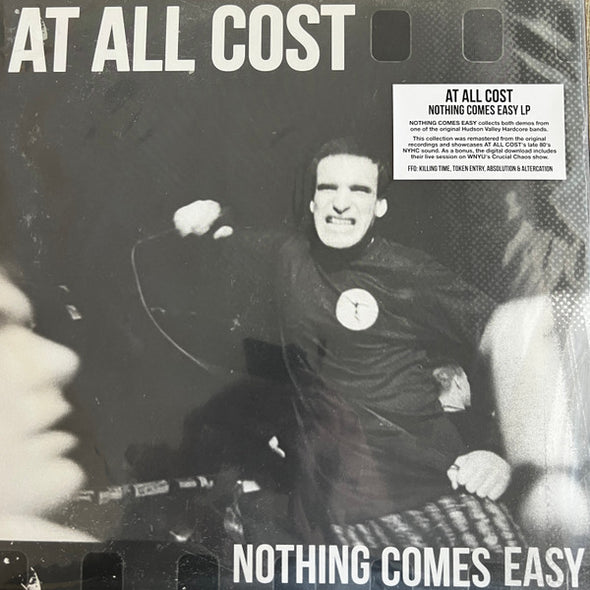 AT ALL COST
AT ALL COST
NOTHING COMES EASY LP
NOTHING COMES EASY collects both demos from
one of the original Hudson Valley Hardcore bands.
This collection was remastered from the original
recordings and showcases AT ALL COST's late 80's
NYHC sound. As a bonus, the digital download includes
their live session on WNYU's Crucial Chaos show.
FFO: KILLING TIME, TOKEN ENTRY, ABSOLUTION & ALTERCATION
NOTHING COMES EASY